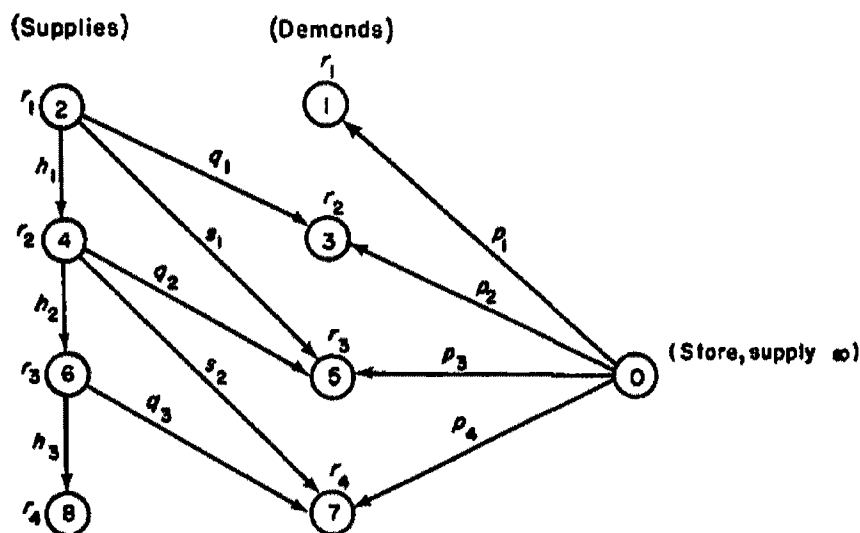 (Supplies) (Demands)
r₁
r₁ 2 1
h₁ q₁
r₂
r₂ 4 s₁ 3 p₁
q₂ p₂
h₂ r₃
r₃ 6 s₂ 5 p₃ 0 (Store, supply ∞)
q₃ p₄
h₃ r₄
r₄ 8 7